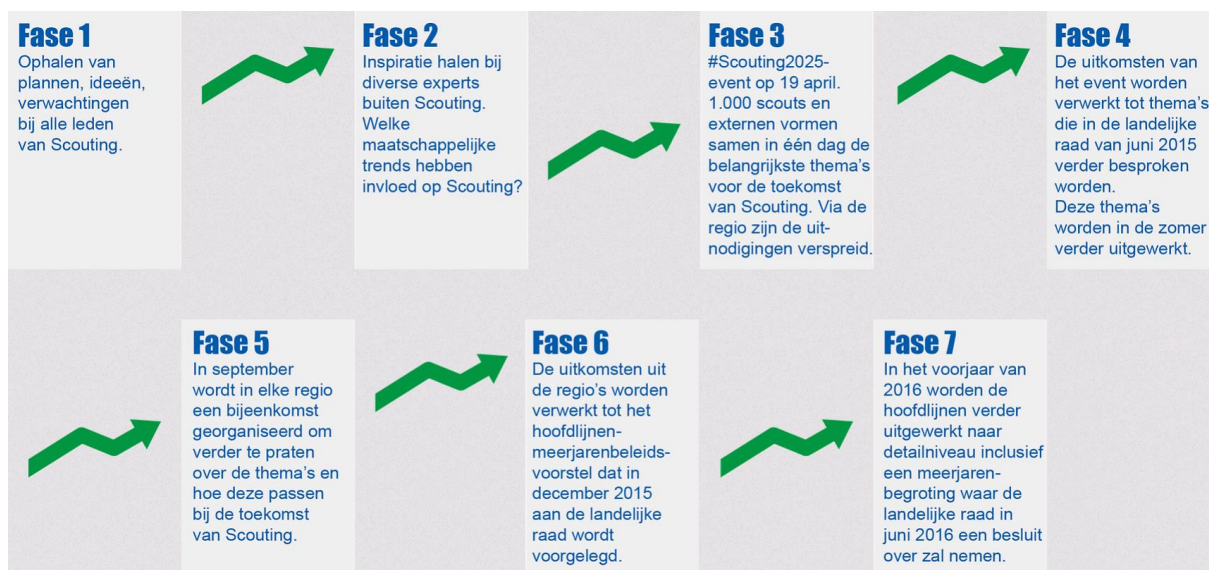 Fase 1
Ophalen van
plannen, ideeën,
verwachtingen
bij alle leden
van Scouting.
Fase 2
Inspiratie halen bij
diverse experts
buiten Scouting.
Welke
maatschappelijke
trends hebben
invloed op Scouting?
Fase 3
#Scouting2025-
event op 19 april.
1.000 scouts en
externen vormen
samen in één dag de
belangrijkste thema's
voor de toekomst
van Scouting. Via de
regio zijn de uit-
nodigingen verspreid.
Fase 4
De uitkomsten van
het event worden
verwerkt tot thema's
die in de landelijke
raad van juni 2015
verder besproken
worden.
Deze thema's
worden in de zomer
verder uitgewerkt.
Fase 5
In september
wordt in elke regio
een bijeenkomst
georganiseerd om
verder te praten
over de thema's en
hoe deze passen
bij de toekomst
van Scouting.
Fase 6
De uitkomsten uit
de regio's worden
verwerkt tot het
hoofdlijnen-
meerjarenbeleids-
voorstel dat in
december 2015
aan de landelijke
raad wordt
voorgelegd.
Fase 7
In het voorjaar van
2016 worden de
hoofdlijnen verder
uitgewerkt naar
detailniveau inclusief
een meerjaren-
begroting waar de
landelijke raad in
juni 2016 een besluit
over zal nemen.